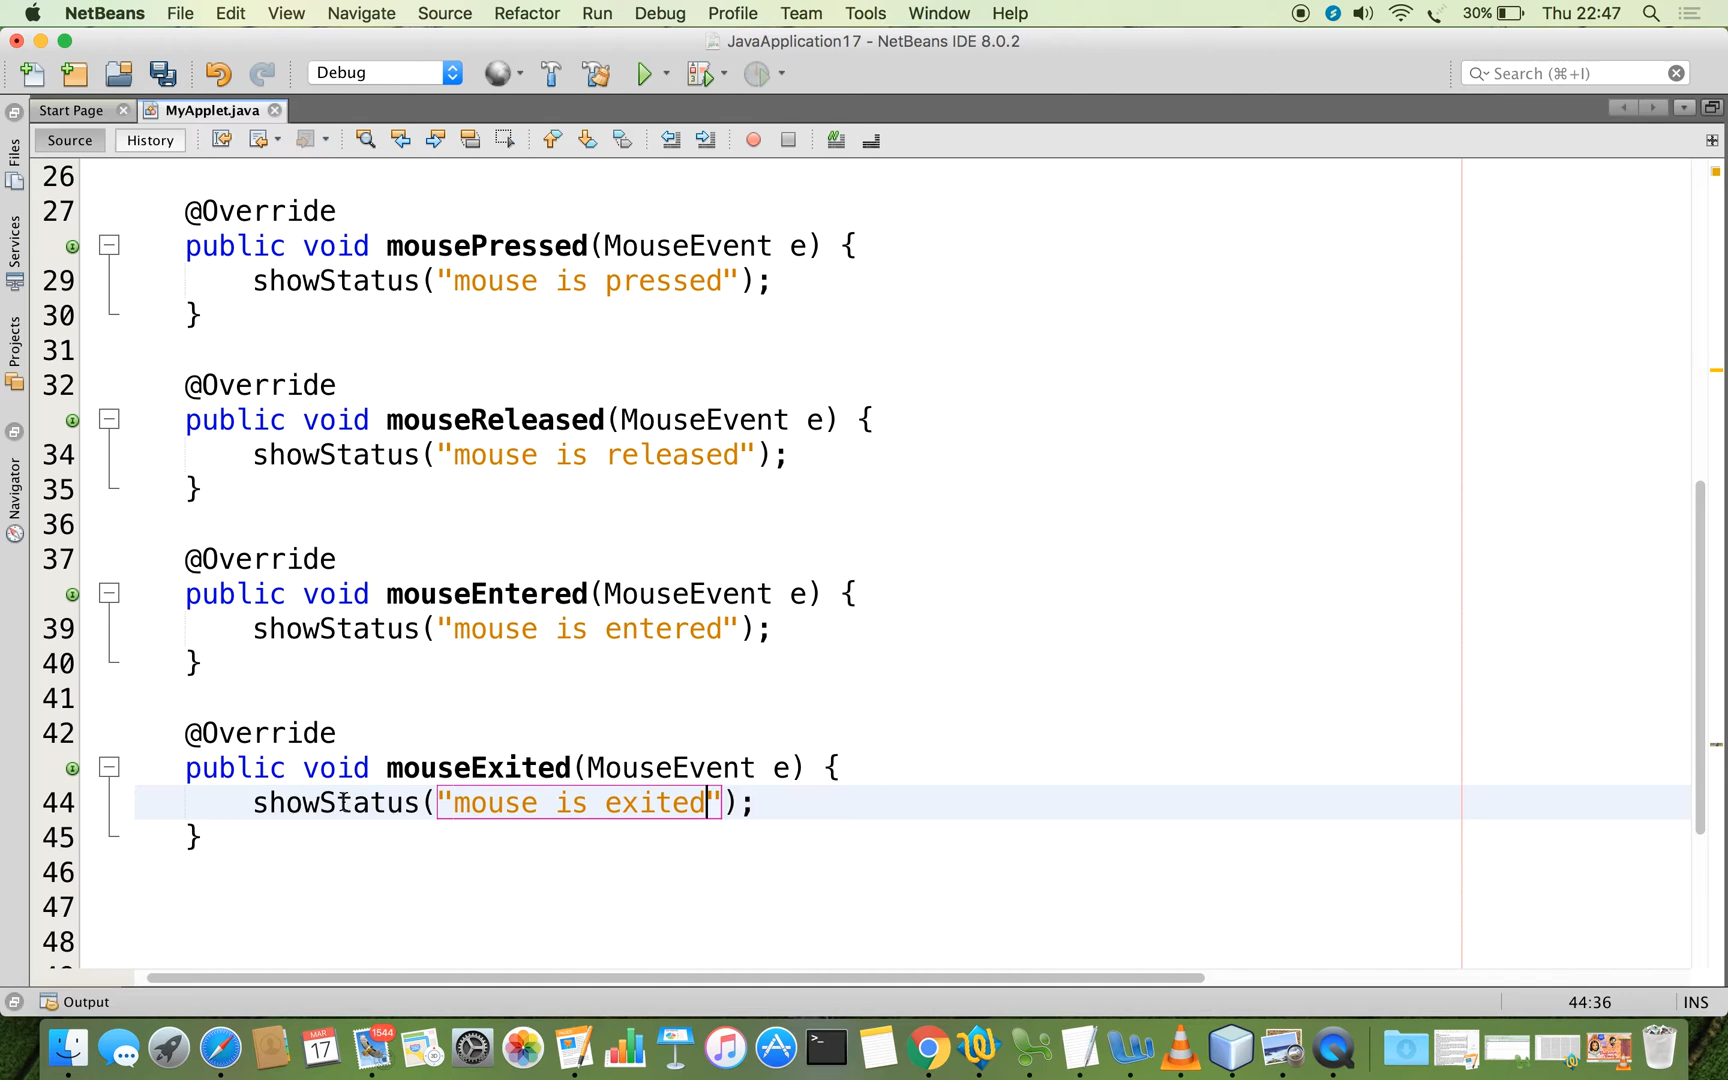 NetBeans File Edit View Navigate Source Refactor Run Debug Profile Team Tools Window Help 30% Thu 22:47
JavaApplication17 - NetBeans IDE 8.0.2
Debug Search (⌘+I)
Start Page MyApplet.java
Source History
Files
Services
Projects
Navigator
26
27 @Override
public void mousePressed(MouseEvent e) {
29 showStatus("mouse is pressed");
30 }
31
32 @Override
public void mouseReleased(MouseEvent e) {
34 showStatus("mouse is released");
35 }
36
37 @Override
public void mouseEntered(MouseEvent e) {
39 showStatus("mouse is entered");
40 }
41
42 @Override
public void mouseExited(MouseEvent e) {
44 showStatus("mouse is exited");
45 }
46
47
48
Output 44:36 INS
MAR
17
1544
3D